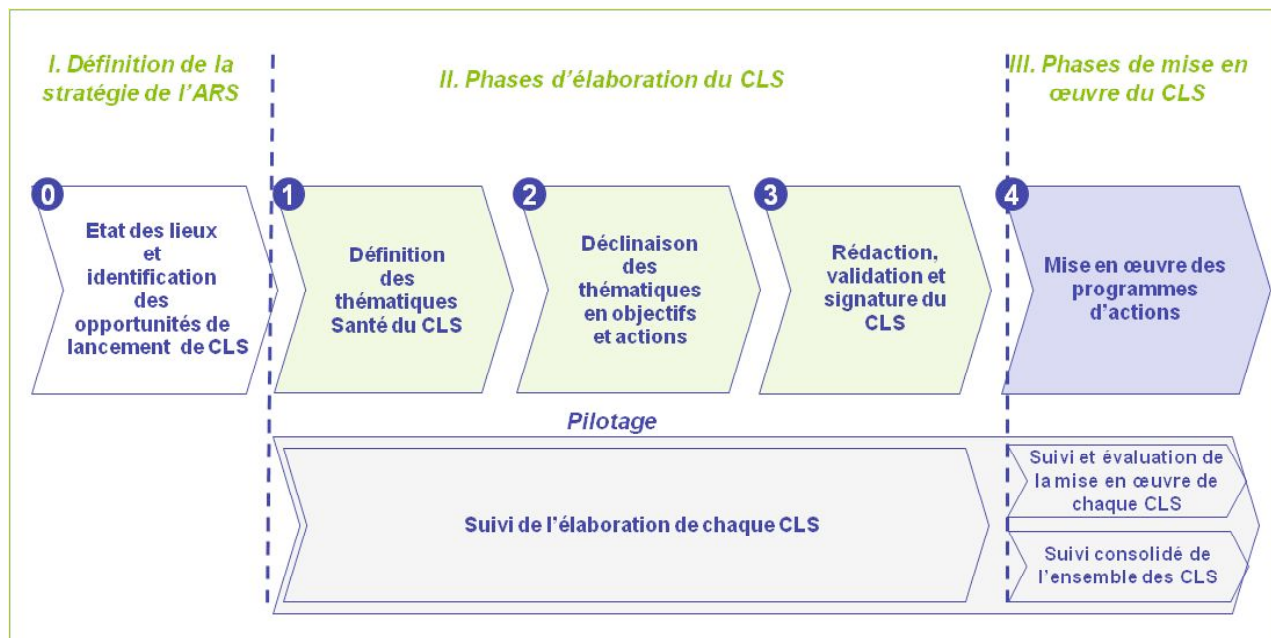 I. Définition de la
stratégie de l'ARS
II. Phases d'élaboration du CLS
III. Phases de mise en
œuvre du CLS
0
Etat des lieux
et
identification
des
opportunités de
lancement de CLS
1
Définition
des
thématiques
Santé du CLS
2
Déclinaison
des
thématiques
en objectifs
et actions
3
Rédaction,
validation et
signature du
CLS
4
Mise en œuvre des
programmes
d'actions
Pilotage
Suivi de l'élaboration de chaque CLS
Suivi et évaluation de
la mise en œuvre de
chaque CLS
Suivi consolidé de
l'ensemble des CLS